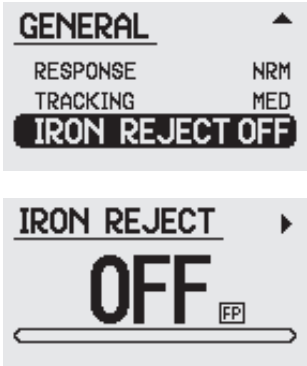 GENERAL
RESPONSE NRM
TRACKING MED
IRON REJECT OFF
IRON REJECT
OFF FP